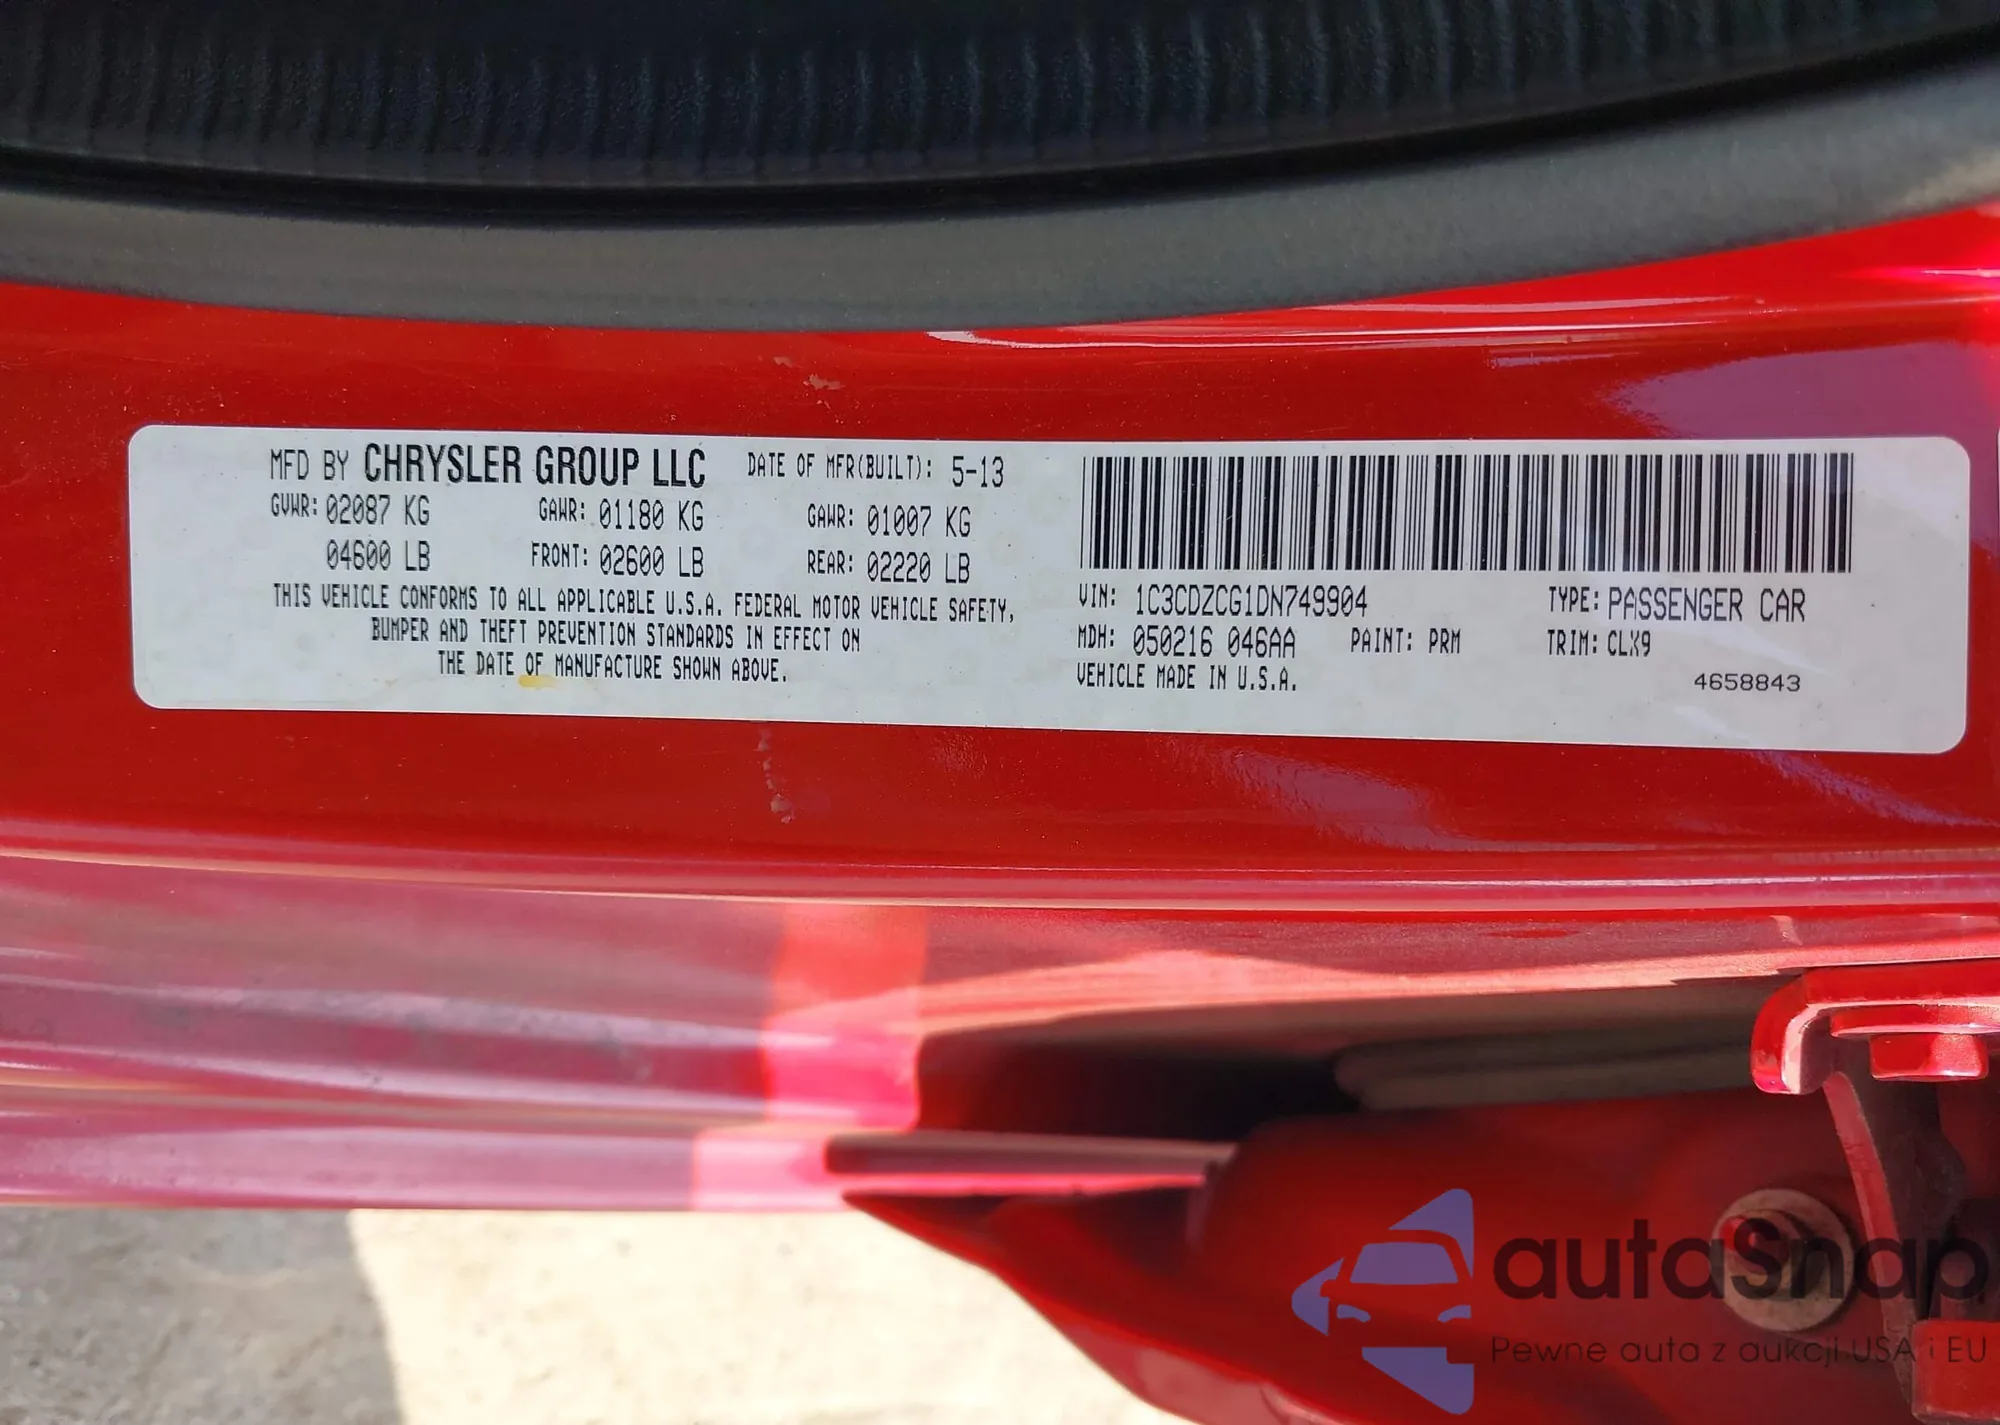 MFD BY CHRYSLER GROUP LLC DATE OF MFR(BUILT): 5-13
GVWR: 02087 KG GAWR: 01180 KG GAWR: 01007 KG
04600 LB FRONT: 02600 LB REAR: 02220 LB
THIS VEHICLE CONFORMS TO ALL APPLICABLE U.S.A. FEDERAL MOTOR VEHICLE SAFETY,
BUMPER AND THEFT PREVENTION STANDARDS IN EFFECT ON
THE DATE OF MANUFACTURE SHOWN ABOVE.
VIN: 1C3CDZCG1DN749904 TYPE: PASSENGER CAR
MDH: 050216 046AA PAINT: PRM TRIM: CLX9
VEHICLE MADE IN U.S.A.
4658843
autoSnap
Pewne auta z aukcji USA i EU